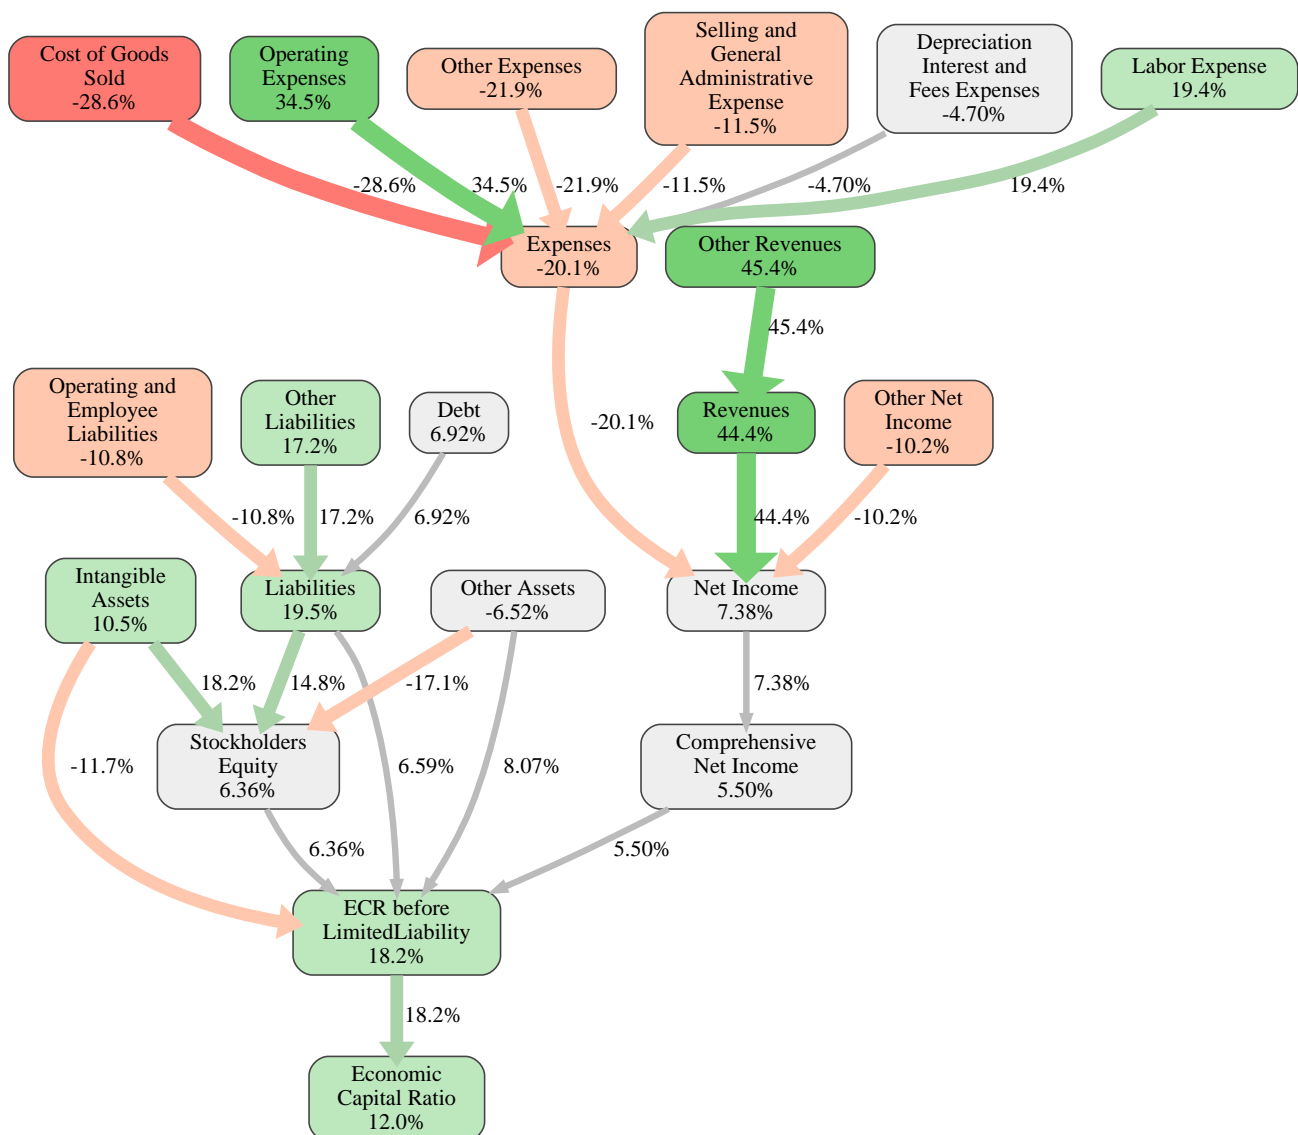 Cost of Goods
Sold
-28.6%
Operating
Expenses
34.5%
Other Expenses
-21.9%
Selling and
General
Administrative
Expense
-11.5%
Depreciation
Interest and
Fees Expenses
-4.70%
Labor Expense
19.4%
-28.6%
34.5%
-21.9%
-11.5%
-4.70%
19.4%
Expenses
-20.1%
Other Revenues
45.4%
45.4%
Operating and
Employee
Liabilities
-10.8%
Other
Liabilities
17.2%
Debt
6.92%
-20.1%
Revenues
44.4%
Other Net
Income
-10.2%
-10.8%
17.2%
6.92%
44.4%
-10.2%
Intangible
Assets
10.5%
Liabilities
19.5%
Other Assets
-6.52%
Net Income
7.38%
18.2%
14.8%
-17.1%
7.38%
Stockholders
Equity
6.36%
Comprehensive
Net Income
5.50%
-11.7%
6.59%
8.07%
6.36%
5.50%
ECR before
LimitedLiability
18.2%
18.2%
Economic
Capital Ratio
12.0%